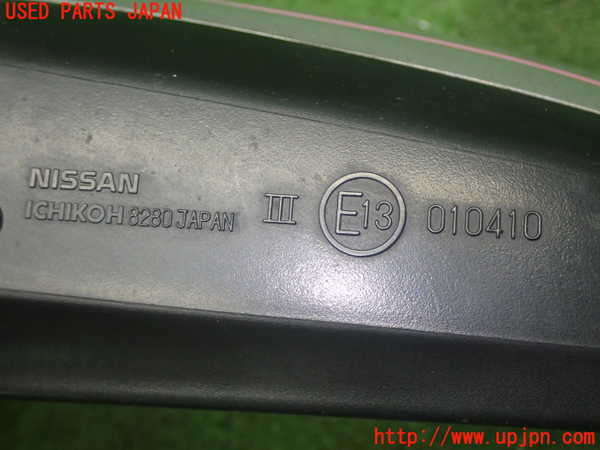 USED PARTS JAPAN
NISSAN
ICHIKOH 8280 JAPAN III E13 010410
http://www.upjpn.com/